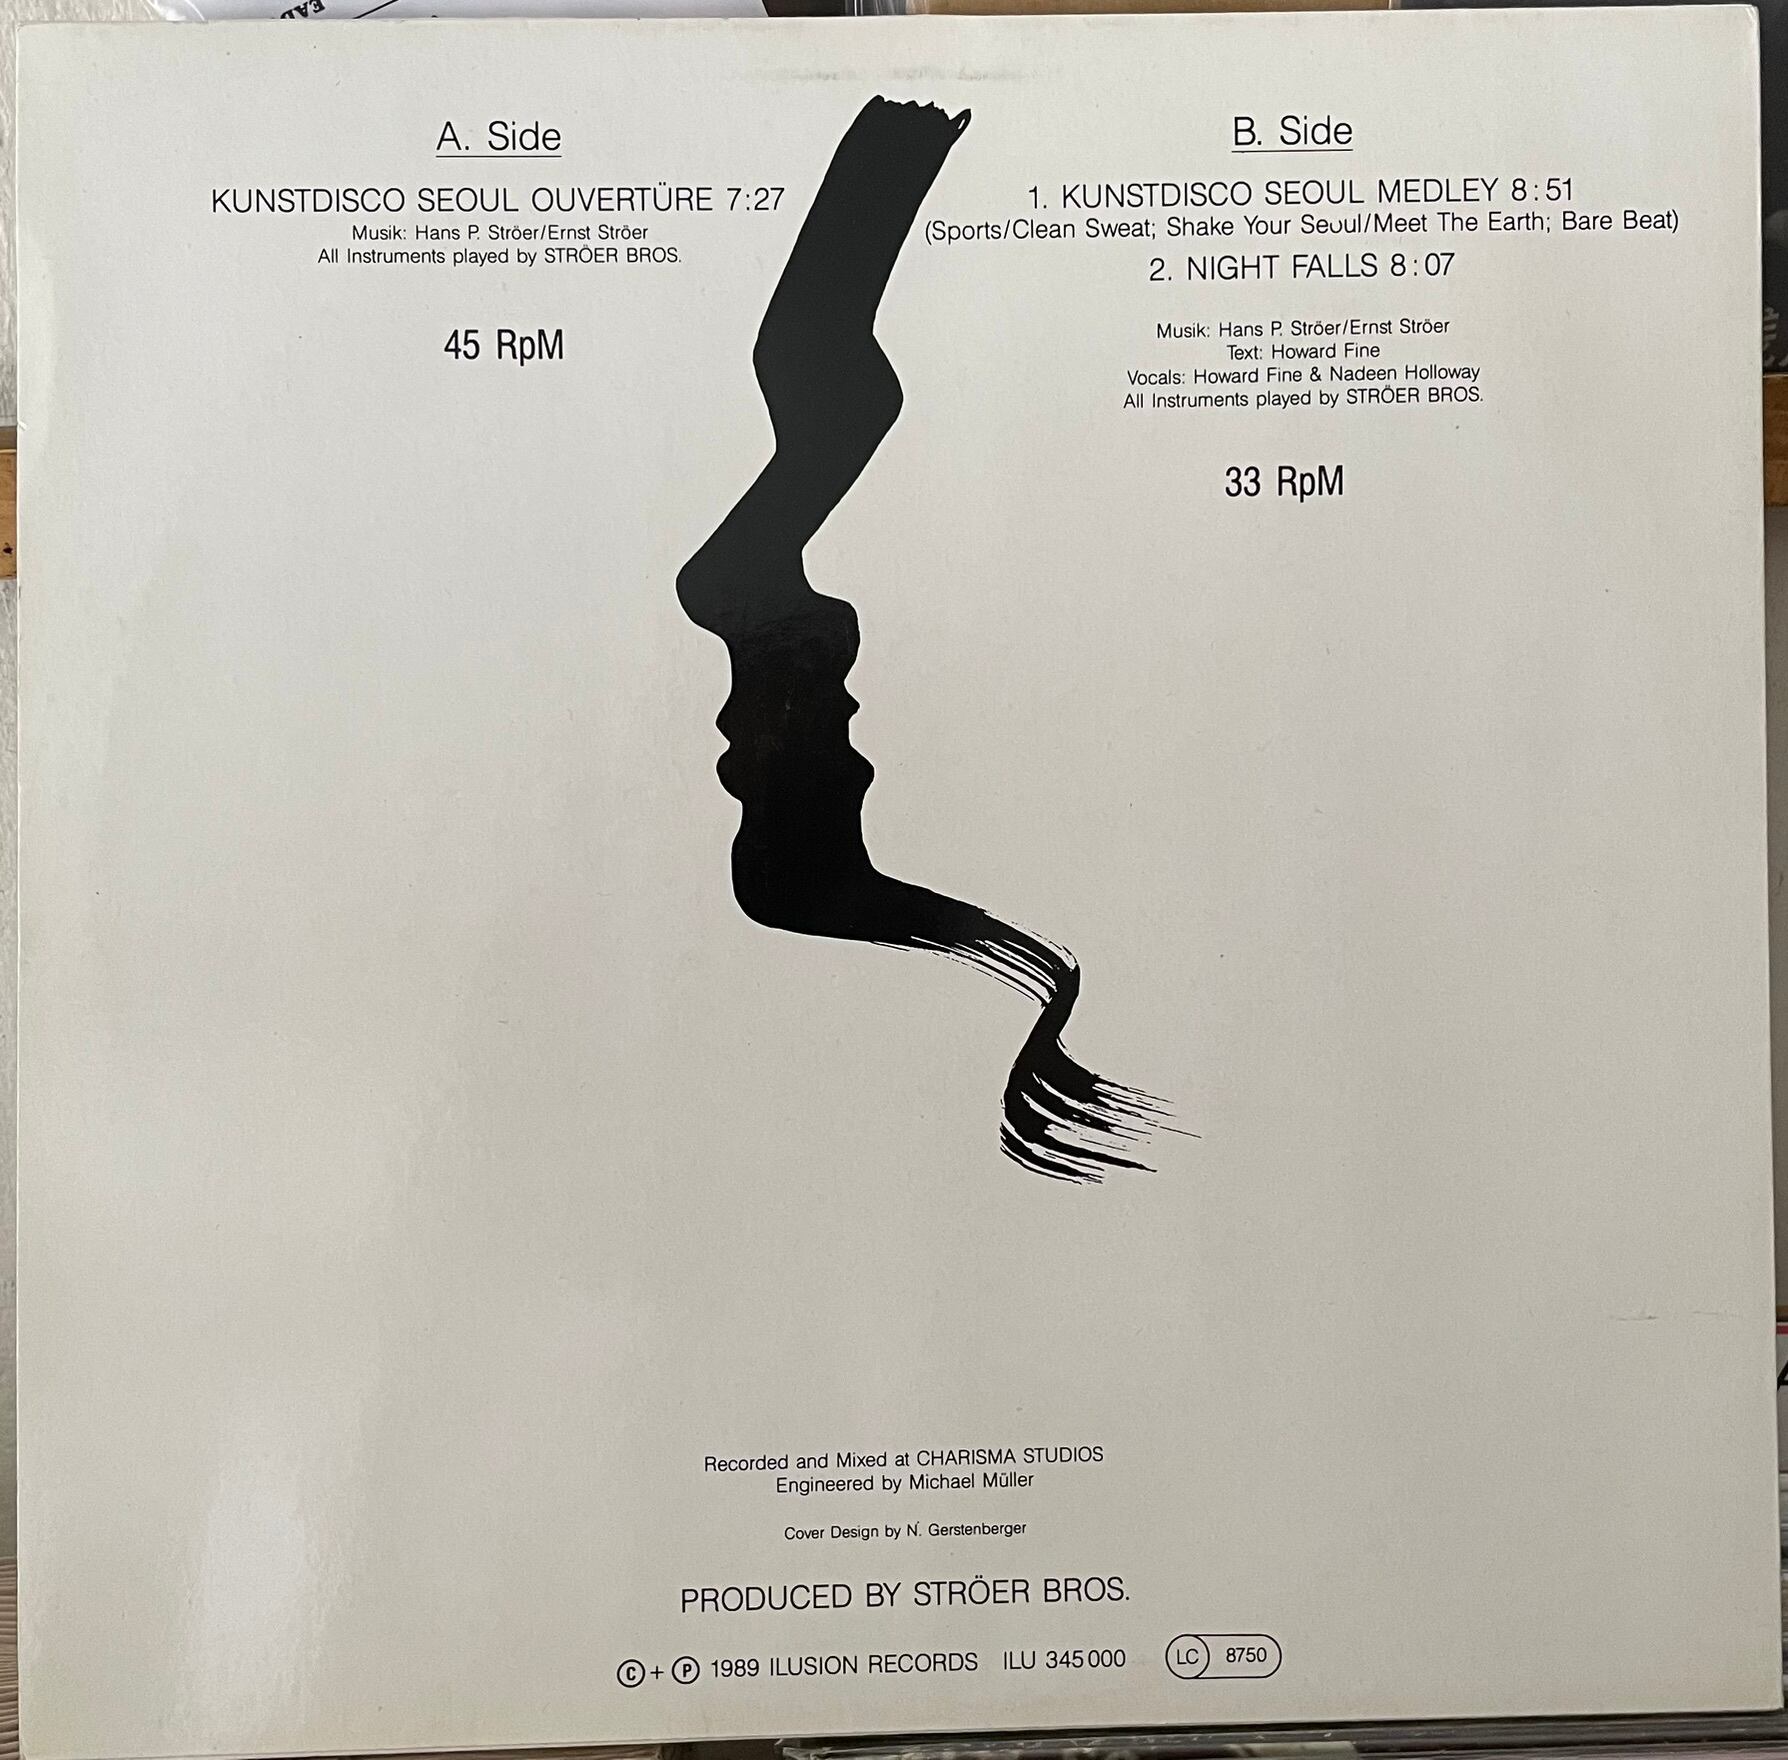 A. Side
KUNSTDISCO SEOUL OUVERTÜRE 7:27
Musik: Hans P. Ströer/Ernst Ströer
All Instruments played by STRÖER BROS.
45 RpM
B. Side
1. KUNSTDISCO SEOUL MEDLEY 8:51
(Sports/Clean Sweat; Shake Your Seoul/Meet The Earth; Bare Beat)
2. NIGHT FALLS 8:07
Musik: Hans P. Ströer/Ernst Ströer
Text: Howard Fine
Vocals: Howard Fine & Nadeen Holloway
All Instruments played by STRÖER BROS.
33 RpM
Recorded and Mixed at CHARISMA STUDIOS
Engineered by Michael Müller
Cover Design by N. Gerstenberger
PRODUCED BY STRÖER BROS.
© + ℗ 1989 ILUSION RECORDS ILU 345 000 LC 8750